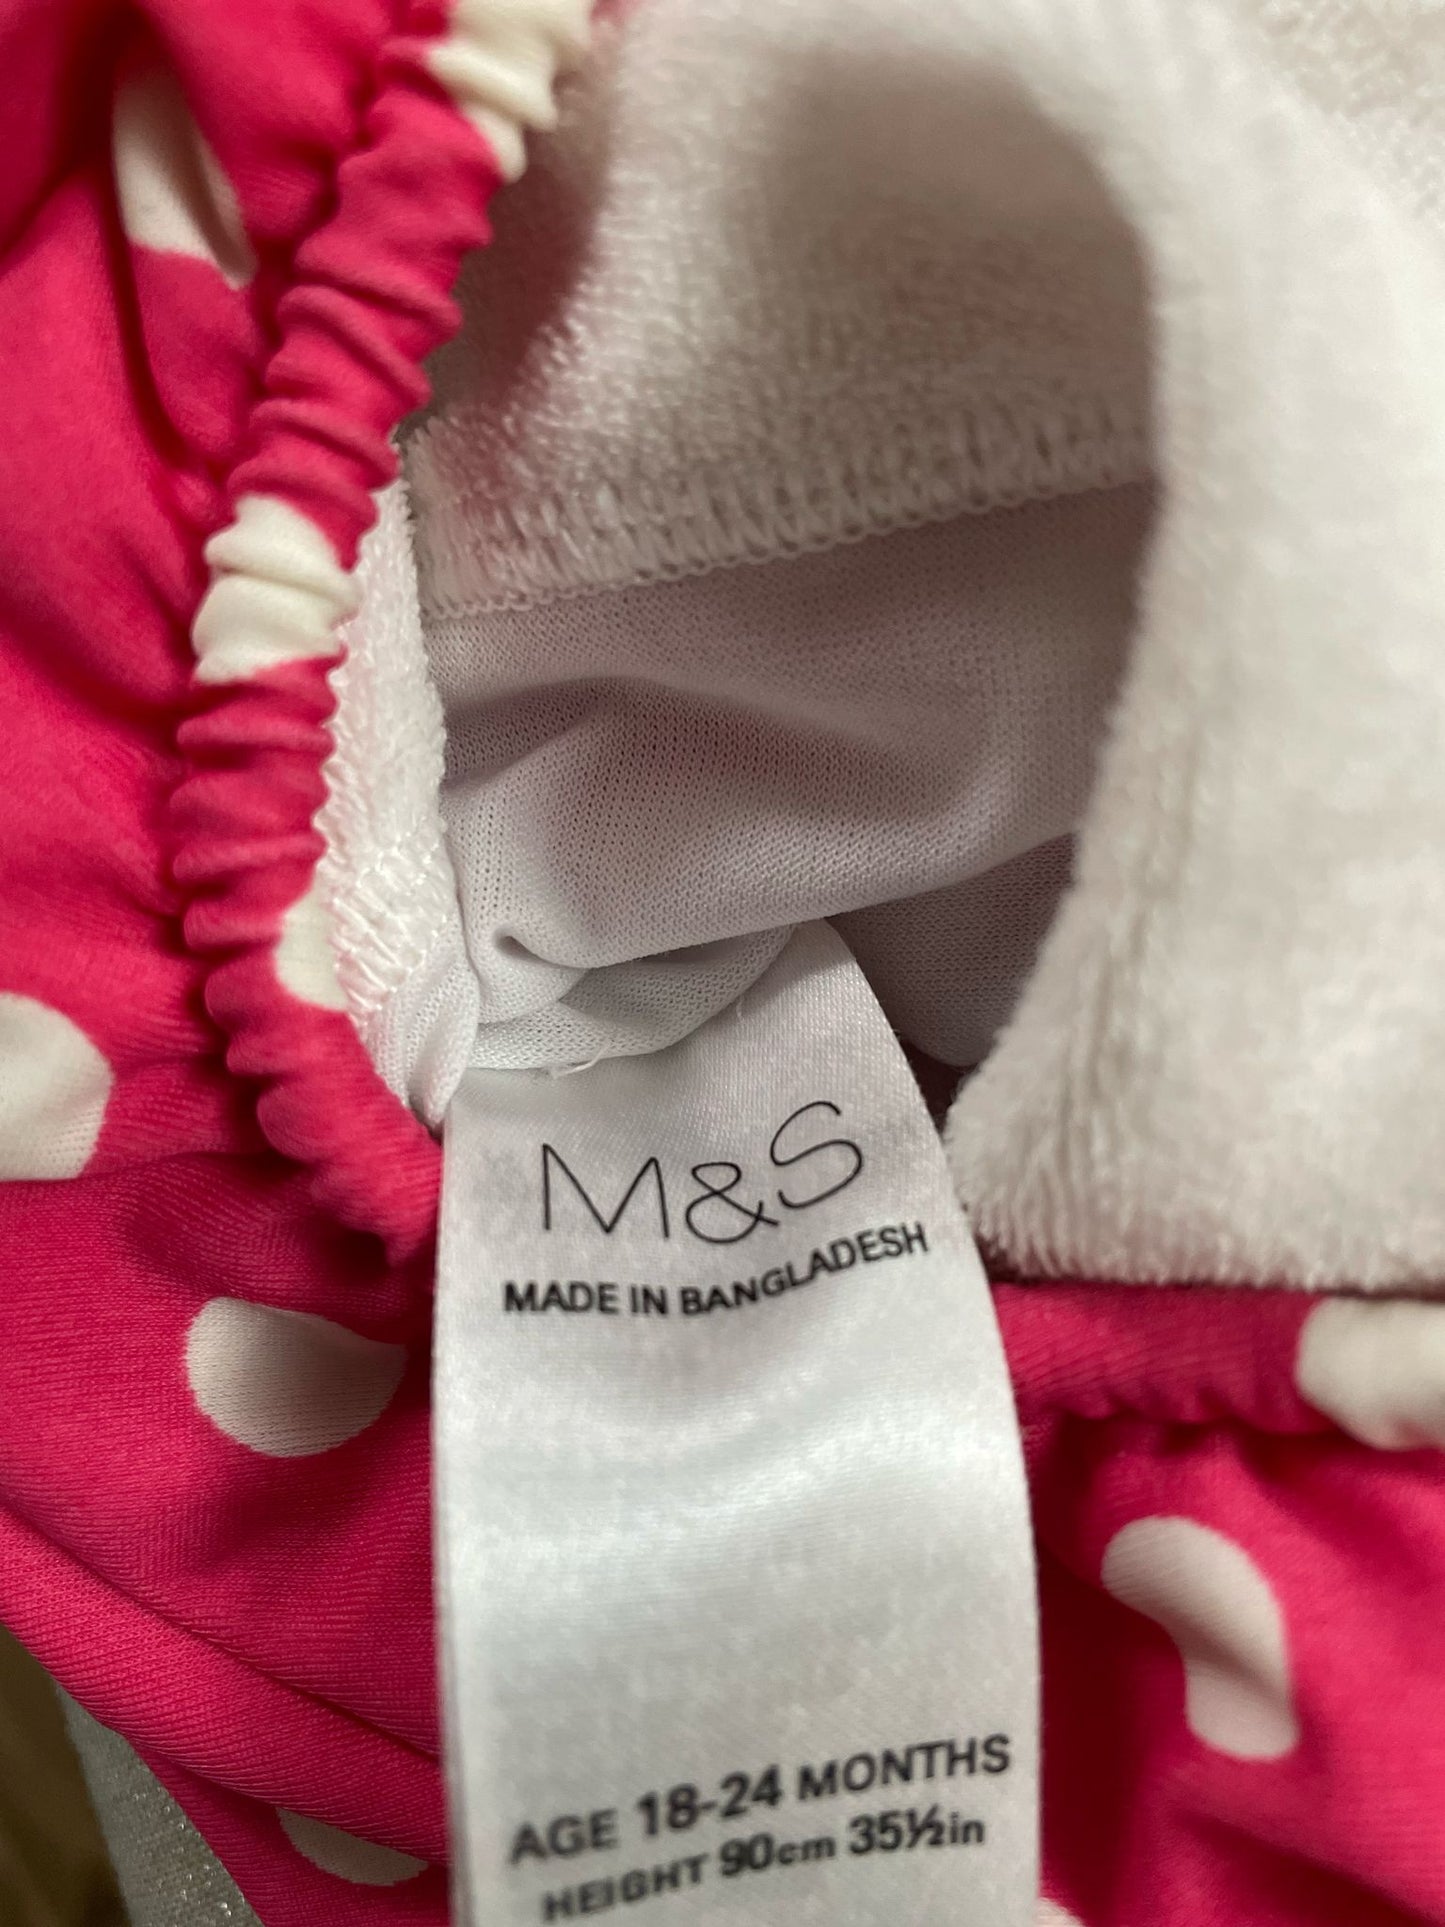 M&S
MADE IN BANGLADESH
AGE 18-24 MONTHS
HEIGHT 90cm 35½in